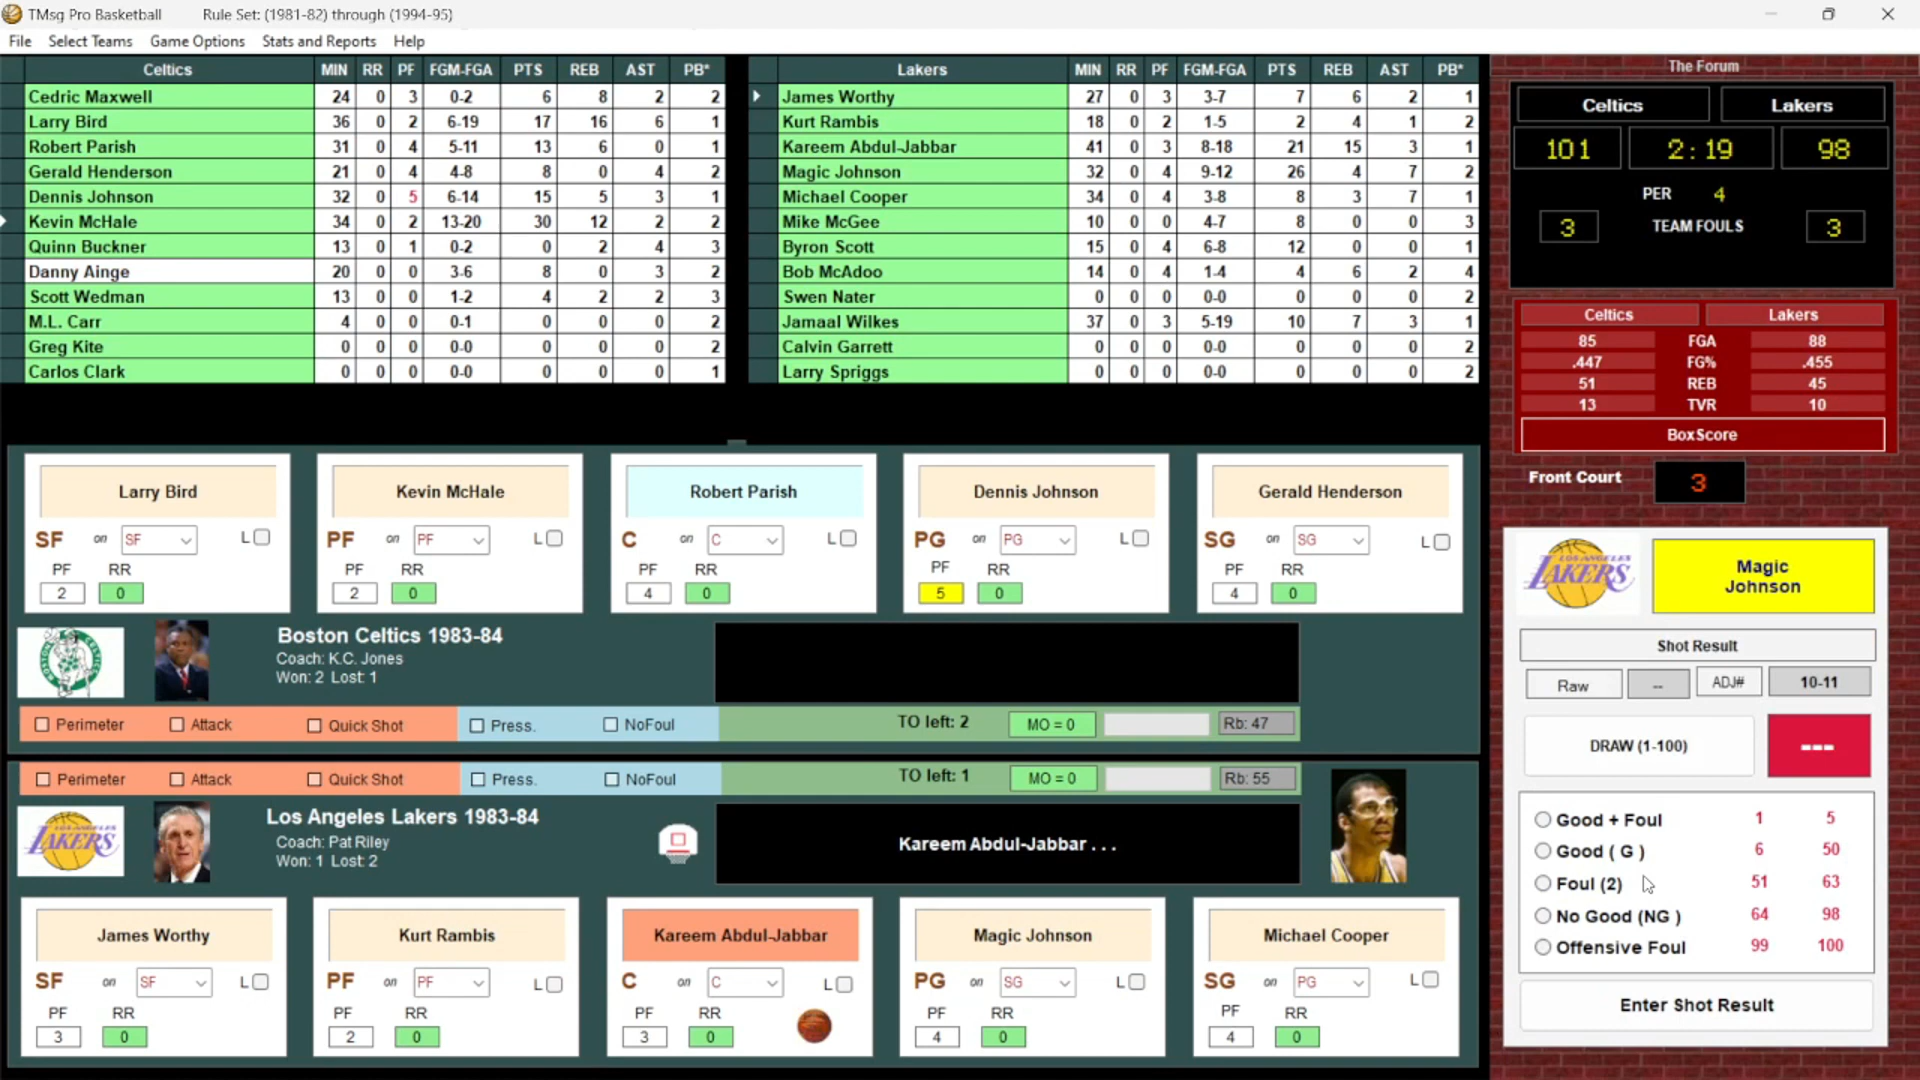 TMsg Pro Basketball Rule Set: (1981-82) through (1994-95)
File Select Teams Game Options Stats and Reports Help
Celtics MIN RR PF FGM-FGA PTS REB AST PB*
Cedric Maxwell 24 0 3 0-2 6 8 2 2
Larry Bird 36 0 2 6-19 17 16 6 1
Robert Parish 31 0 4 5-11 13 6 0 1
Gerald Henderson 21 0 4 4-8 8 0 4 2
Dennis Johnson 32 0 5 6-14 15 5 3 1
Kevin McHale 34 0 2 13-20 30 12 2 2
Quinn Buckner 13 0 1 0-2 0 2 4 3
Danny Ainge 20 0 0 3-6 8 0 3 2
Scott Wedman 13 0 0 1-2 4 2 2 3
M.L. Carr 4 0 0 0-1 0 0 0 2
Greg Kite 0 0 0 0-0 0 0 0 2
Carlos Clark 0 0 0 0-0 0 0 0 1
Lakers MIN RR PF FGM-FGA PTS REB AST PB*
James Worthy 27 0 3 3-7 7 6 2 1
Kurt Rambis 18 0 2 1-5 2 4 1 2
Kareem Abdul-Jabbar 41 0 3 8-18 21 15 3 1
Magic Johnson 32 0 4 9-12 26 4 7 2
Michael Cooper 34 0 4 3-8 8 3 7 1
Mike McGee 10 0 0 4-7 8 0 0 3
Byron Scott 15 0 4 6-8 12 0 0 1
Bob McAdoo 14 0 4 1-4 4 6 2 4
Swen Nater 0 0 0 0-0 0 0 0 2
Jamaal Wilkes 37 0 3 5-19 10 7 3 1
Calvin Garrett 0 0 0 0-0 0 0 0 2
Larry Spriggs 0 0 0 0-0 0 0 0 2
The Forum
Celtics Lakers
101 2:19 98
PER 4
3 TEAM FOULS 3
Celtics Lakers
85 FGA 88
.447 FG% .455
51 REB 45
13 TVR 10
BoxScore
Front Court 3
Larry Bird Kevin McHale Robert Parish Dennis Johnson Gerald Henderson
SF on SF L PF on PF L C on C L PG on PG L SG on SG L
PF RR PF RR PF RR PF RR PF RR
2 0 2 0 4 0 5 0 4 0
Boston Celtics 1983-84
Coach: K.C. Jones
Won: 2 Lost: 1
Perimeter Attack Quick Shot Press. NoFoul TO left: 2 MO = 0 Rb: 47
Perimeter Attack Quick Shot Press. NoFoul TO left: 1 MO = 0 Rb: 55
LOS ANGELES
LAKERS
Los Angeles Lakers 1983-84
Coach: Pat Riley
Won: 1 Lost: 2
Kareem Abdul-Jabbar . . .
James Worthy Kurt Rambis Kareem Abdul-Jabbar Magic Johnson Michael Cooper
SF on SF L PF on PF L C on C L PG on SG L SG on PG L
PF RR PF RR PF RR PF RR PF RR
3 0 2 0 3 0 4 0 4 0
LOS ANGELES
LAKERS
Magic
Johnson
Shot Result
Raw -- ADJ# 10-11
DRAW (1-100) ---
Good + Foul 1 5
Good ( G ) 6 50
Foul (2) 51 63
No Good (NG ) 64 98
Offensive Foul 99 100
Enter Shot Result